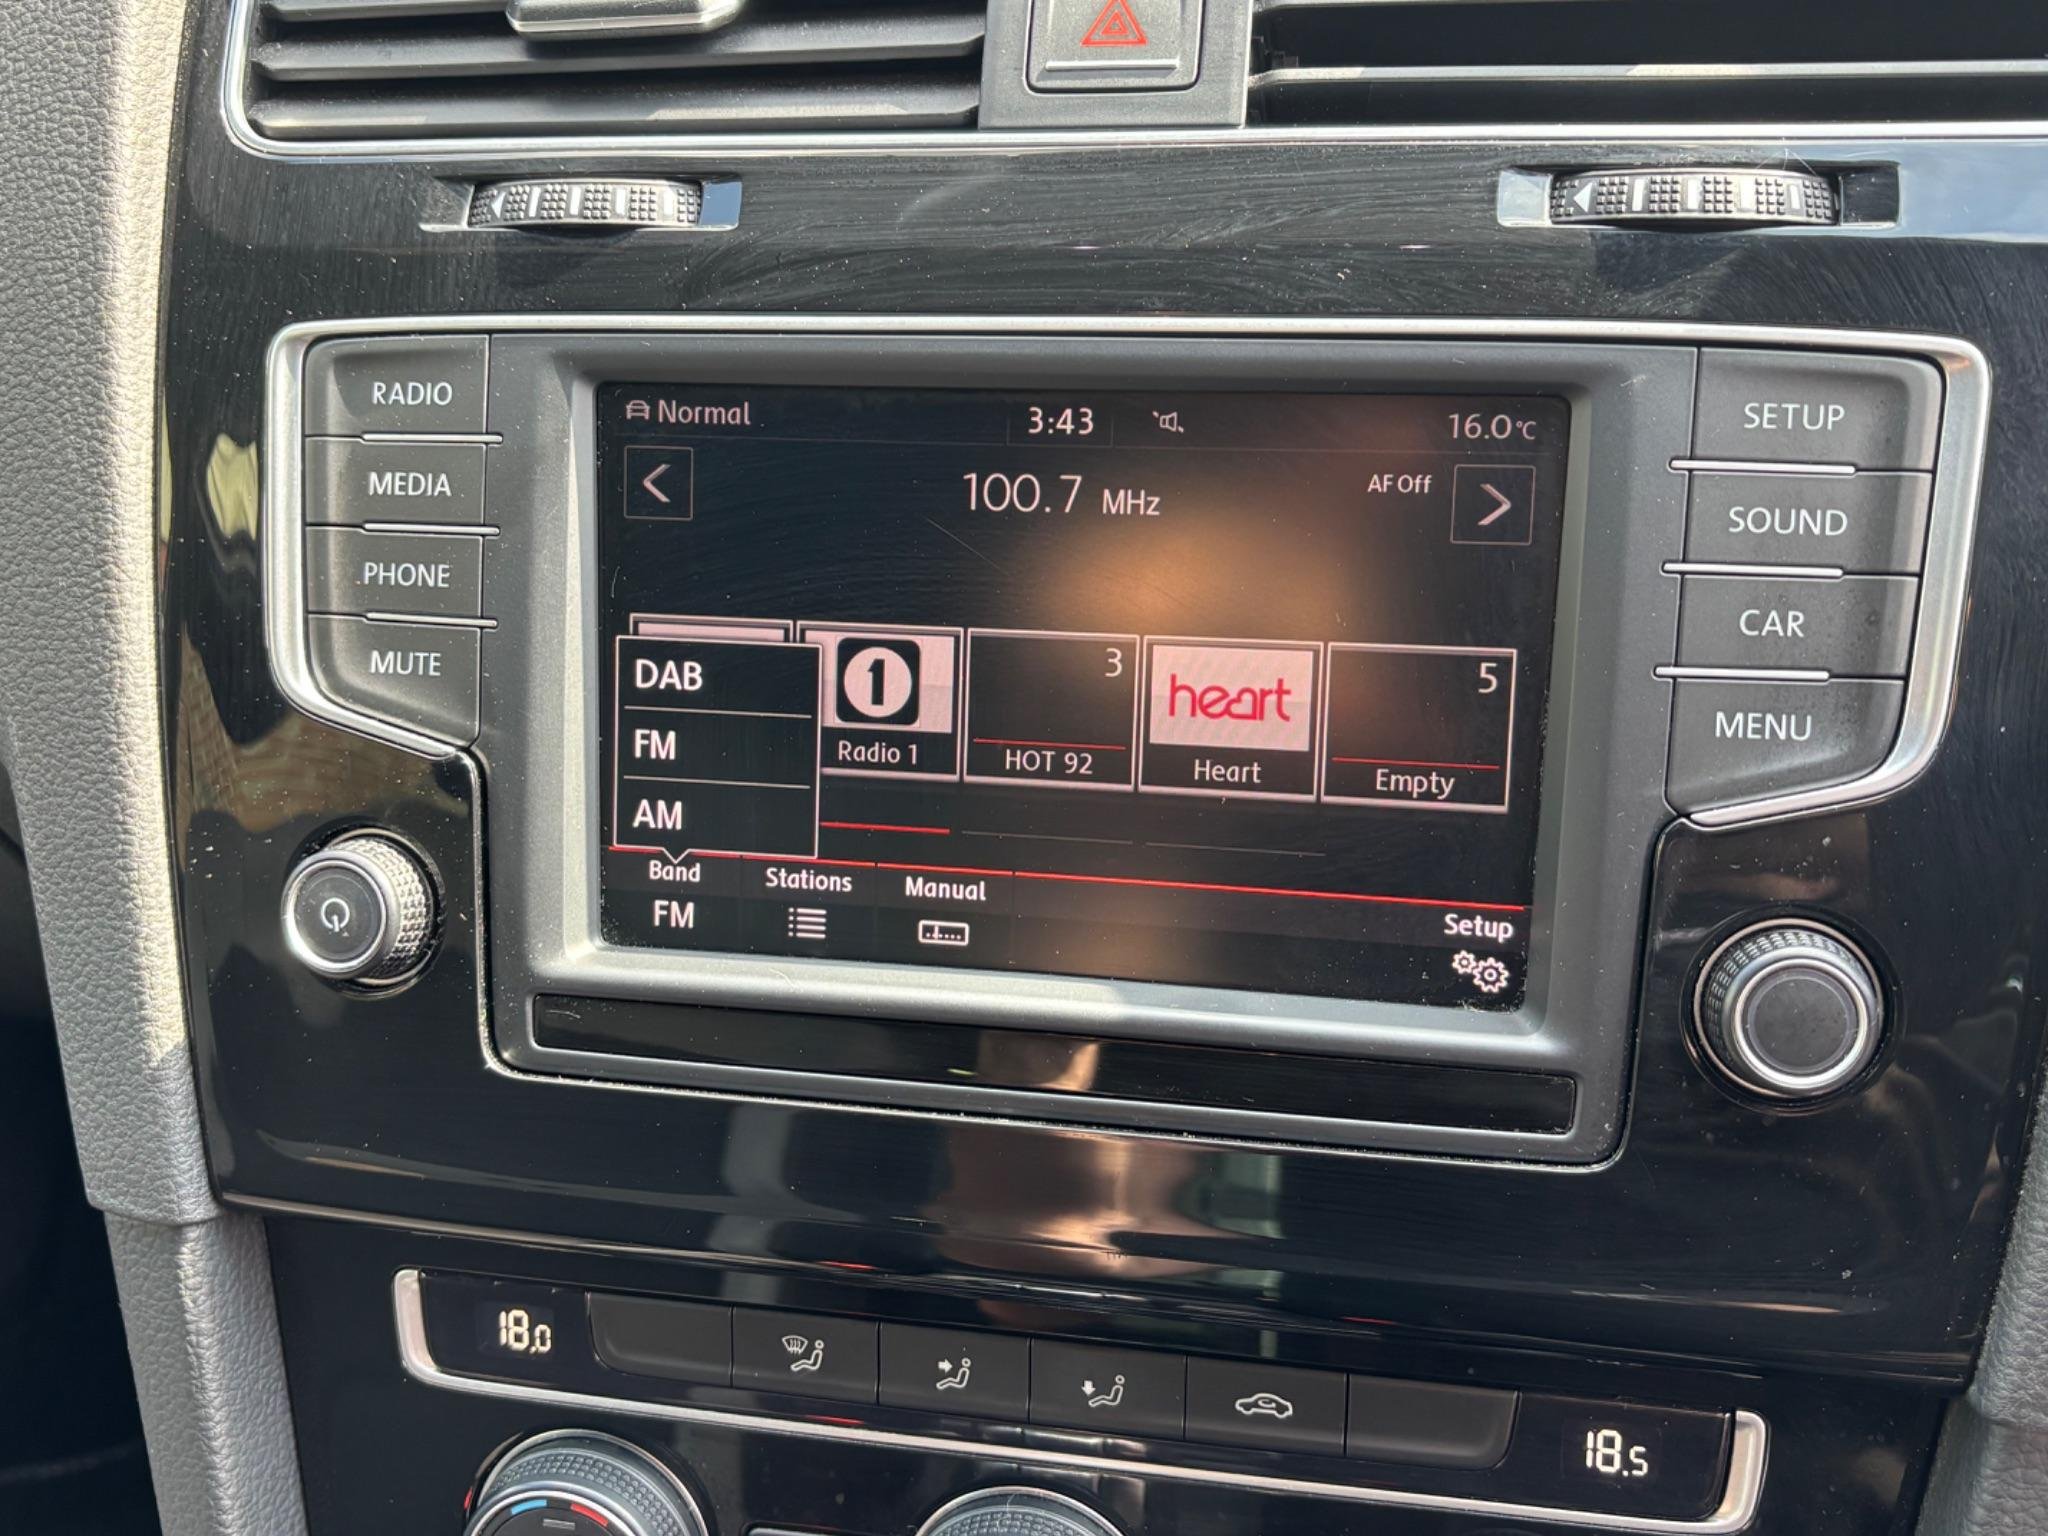 RADIO
MEDIA
PHONE
MUTE
Normal
3:43
16.0°C
100.7 MHz
AF Off
DAB
FM
AM
1
Radio 1
3
HOT 92
heart
Heart
5
Empty
Band
FM
Stations
Manual
Setup
SETUP
SOUND
CAR
MENU
18.0
18.5